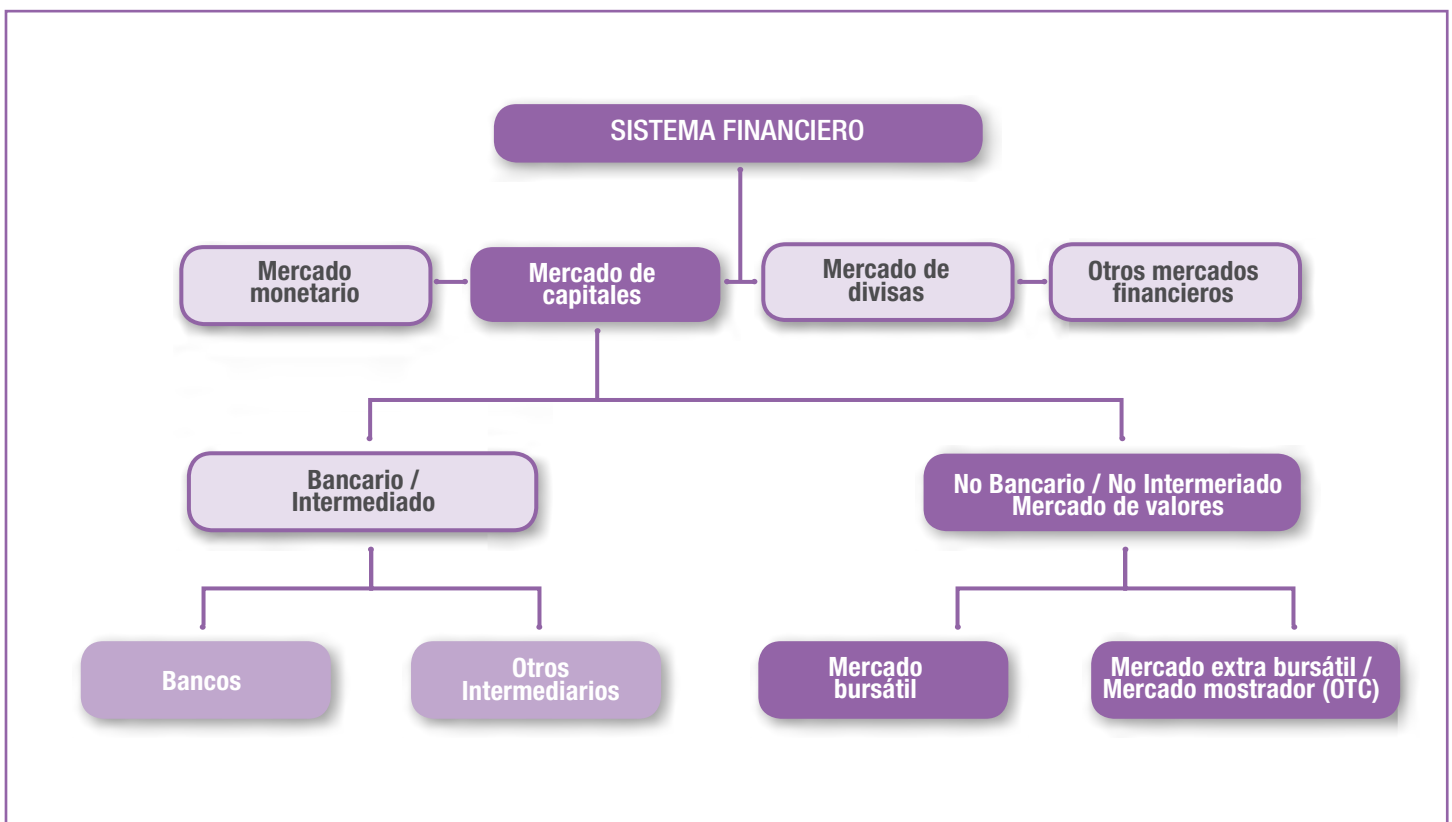 SISTEMA FINANCIERO
Mercado
monetario
Mercado de
capitales
Mercado de
divisas
Otros mercados
financieros
Bancario /
Intermediado
No Bancario / No Intermeriado
Mercado de valores
Bancos
Otros
Intermediarios
Mercado
bursátil
Mercado extra bursátil /
Mercado mostrador (OTC)